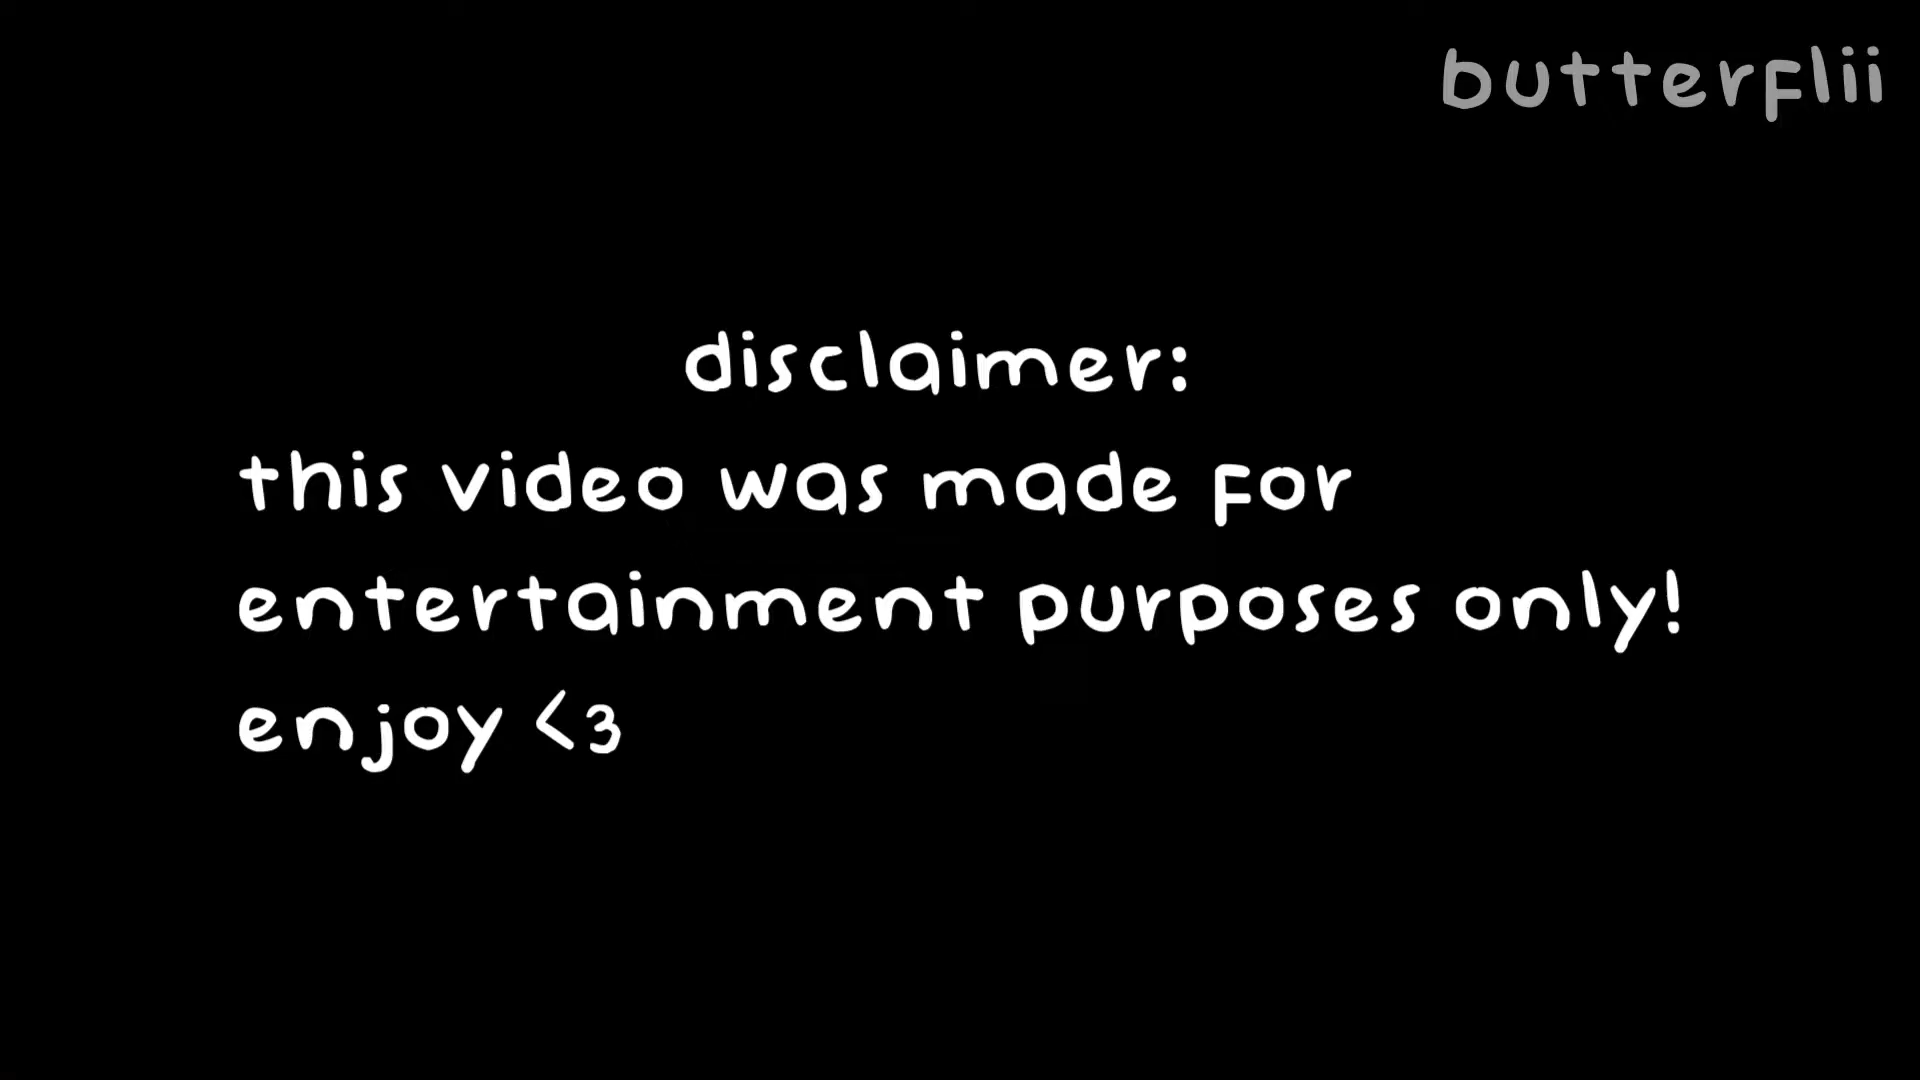 butterflii
disclaimer:
this video was made for
entertainment purposes only!
enjoy <3